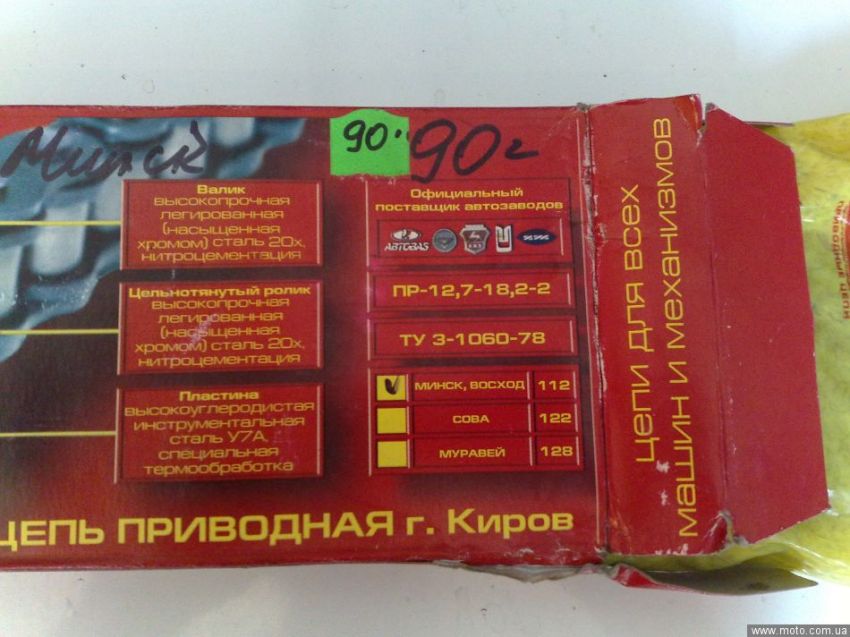 Минск
90
90г
Валик
высокопрочная
легированная
(насыщенная
хромом) сталь 20х,
нитроцементация
Цельнотянутый ролик
высокопрочная
легированная
(насыщенная
хромом) сталь 20х,
нитроцементация
Пластина
высокоуглеродистая
инструментальная
сталь У7А,
специальная
термообработка
Официальный
поставщик автозаводов
АВТОВАЗ
ПР-12,7-18,2-2
ТУ 3-1060-78
МИНСК, ВОСХОД 112
СОВА 122
МУРАВЕЙ 128
ЦЕПЬ ПРИВОДНАЯ г. Киров
цепи для всех
машин и механизмов
приводные цепи
www.moto.com.ua